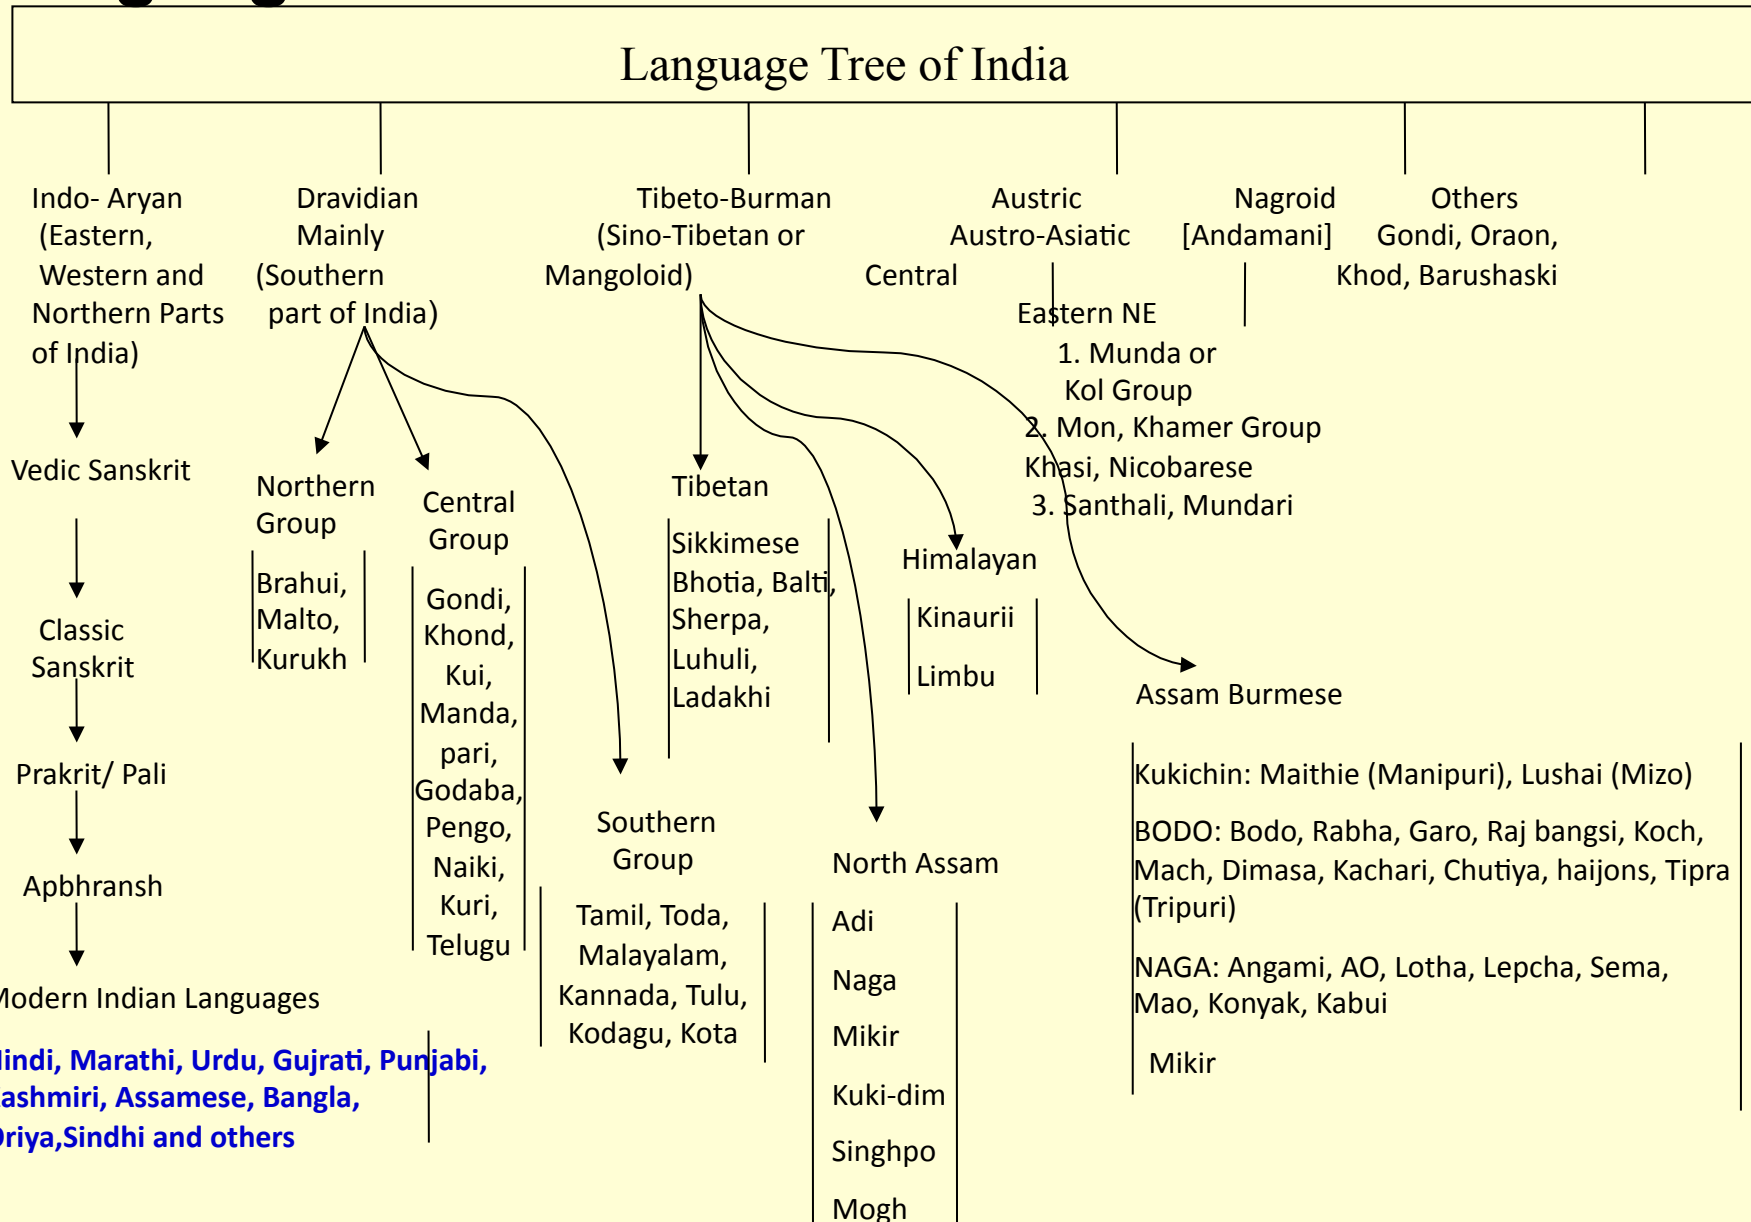 Language Tree of India
Indo- Aryan
(Eastern,
Western and
Northern Parts
of India)
Vedic Sanskrit
Classic
Sanskrit
Prakrit/ Pali
Apbhransh
Modern Indian Languages
Hindi, Marathi, Urdu, Gujrati, Punjabi,
Kashmiri, Assamese, Bangla,
Oriya,Sindhi and others
Dravidian
Mainly
(Southern
part of India)
Northern
Group
Brahui,
Malto,
Kurukh
Central
Group
Gondi,
Khond,
Kui,
Manda,
pari,
Godaba,
Pengo,
Naiki,
Kuri,
Telugu
Southern
Group
Tamil, Toda,
Malayalam,
Kannada, Tulu,
Kodagu, Kota
Tibeto-Burman
(Sino-Tibetan or
Mangoloid)
Tibetan
Sikkimese
Bhotia, Balti,
Sherpa,
Luhuli,
Ladakhi
Himalayan
Kinaurii
Limbu
North Assam
Adi
Naga
Mikir
Kuki-dim
Singhpo
Mogh
Assam Burmese
Kukichin: Maithie (Manipuri), Lushai (Mizo)
BODO: Bodo, Rabha, Garo, Raj bangsi, Koch,
Mach, Dimasa, Kachari, Chutiya, haijons, Tipra
(Tripuri)
NAGA: Angami, AO, Lotha, Lepcha, Sema,
Mao, Konyak, Kabui
Mikir
Austric
Austro-Asiatic
Central
Eastern NE
1. Munda or
Kol Group
2. Mon, Khamer Group
Khasi, Nicobarese
3. Santhali, Mundari
Nagroid
[Andamani]
Others
Gondi, Oraon,
Khod, Barushaski